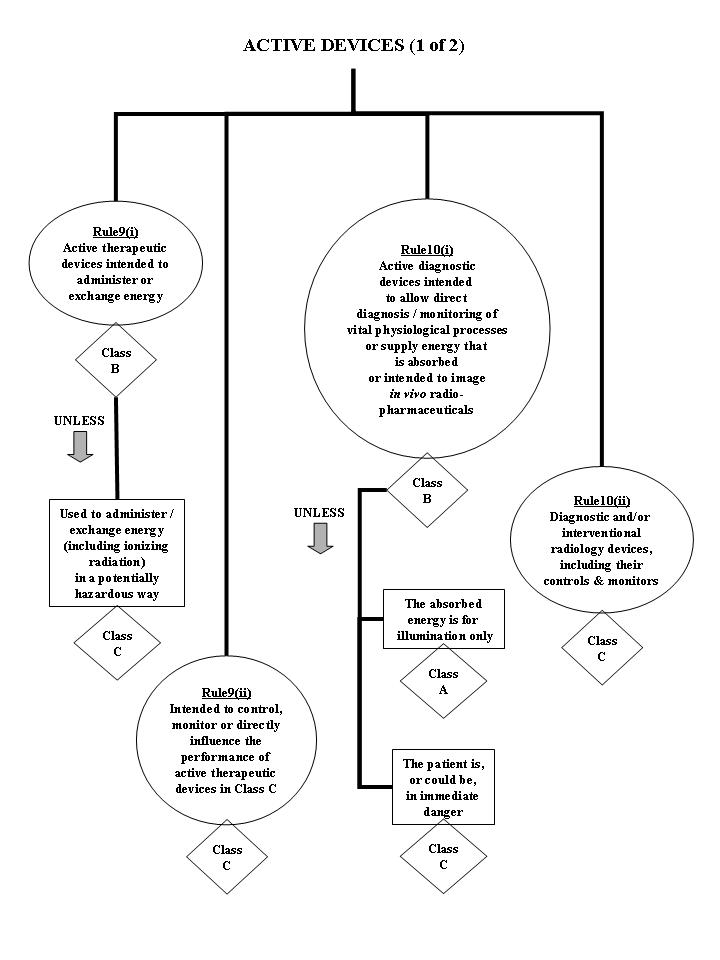 ACTIVE DEVICES (1 of 2)
Rule9(i)
Active therapeutic
devices intended to
administer or
exchange energy
Class
B
UNLESS
Used to administer /
exchange energy
(including ionizing
radiation)
in a potentially
hazardous way
Class
C
Rule9(ii)
Intended to control,
monitor or directly
influence the
performance of
active therapeutic
devices in Class C
Class
C
Rule10(i)
Active diagnostic
devices intended
to allow direct
diagnosis / monitoring of
vital physiological processes
or supply energy that
is absorbed
or intended to image
in vivo radio-
pharmaceuticals
Class
B
UNLESS
The absorbed
energy is for
illumination only
Class
A
The patient is,
or could be,
in immediate
danger
Class
C
Rule10(ii)
Diagnostic and/or
interventional
radiology devices,
including their
controls & monitors
Class
C